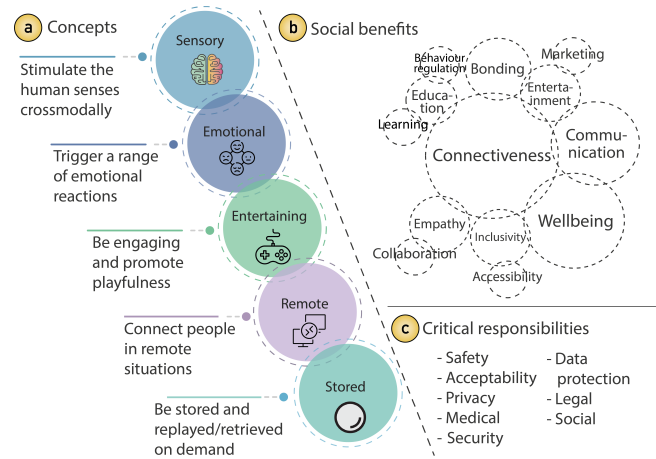 a Concepts
Sensory
Stimulate the
human senses
crossmodally
Emotional
Trigger a range
of emotional
reactions
Entertaining
Be engaging
and promote
playfulness
Remote
Connect people
in remote
situations
Stored
Be stored and
replayed/retrieved
on demand
b Social benefits
Behaviour
regulation
Bonding
Marketing
Educa-
tion
Enterta-
inment
Learning
Connectiveness
Commu-
nication
Empathy
Inclusivity
Wellbeing
Collaboration
Accessibility
c Critical responsibilities
- Safety
- Acceptability
- Privacy
- Medical
- Security
- Data
protection
- Legal
- Social